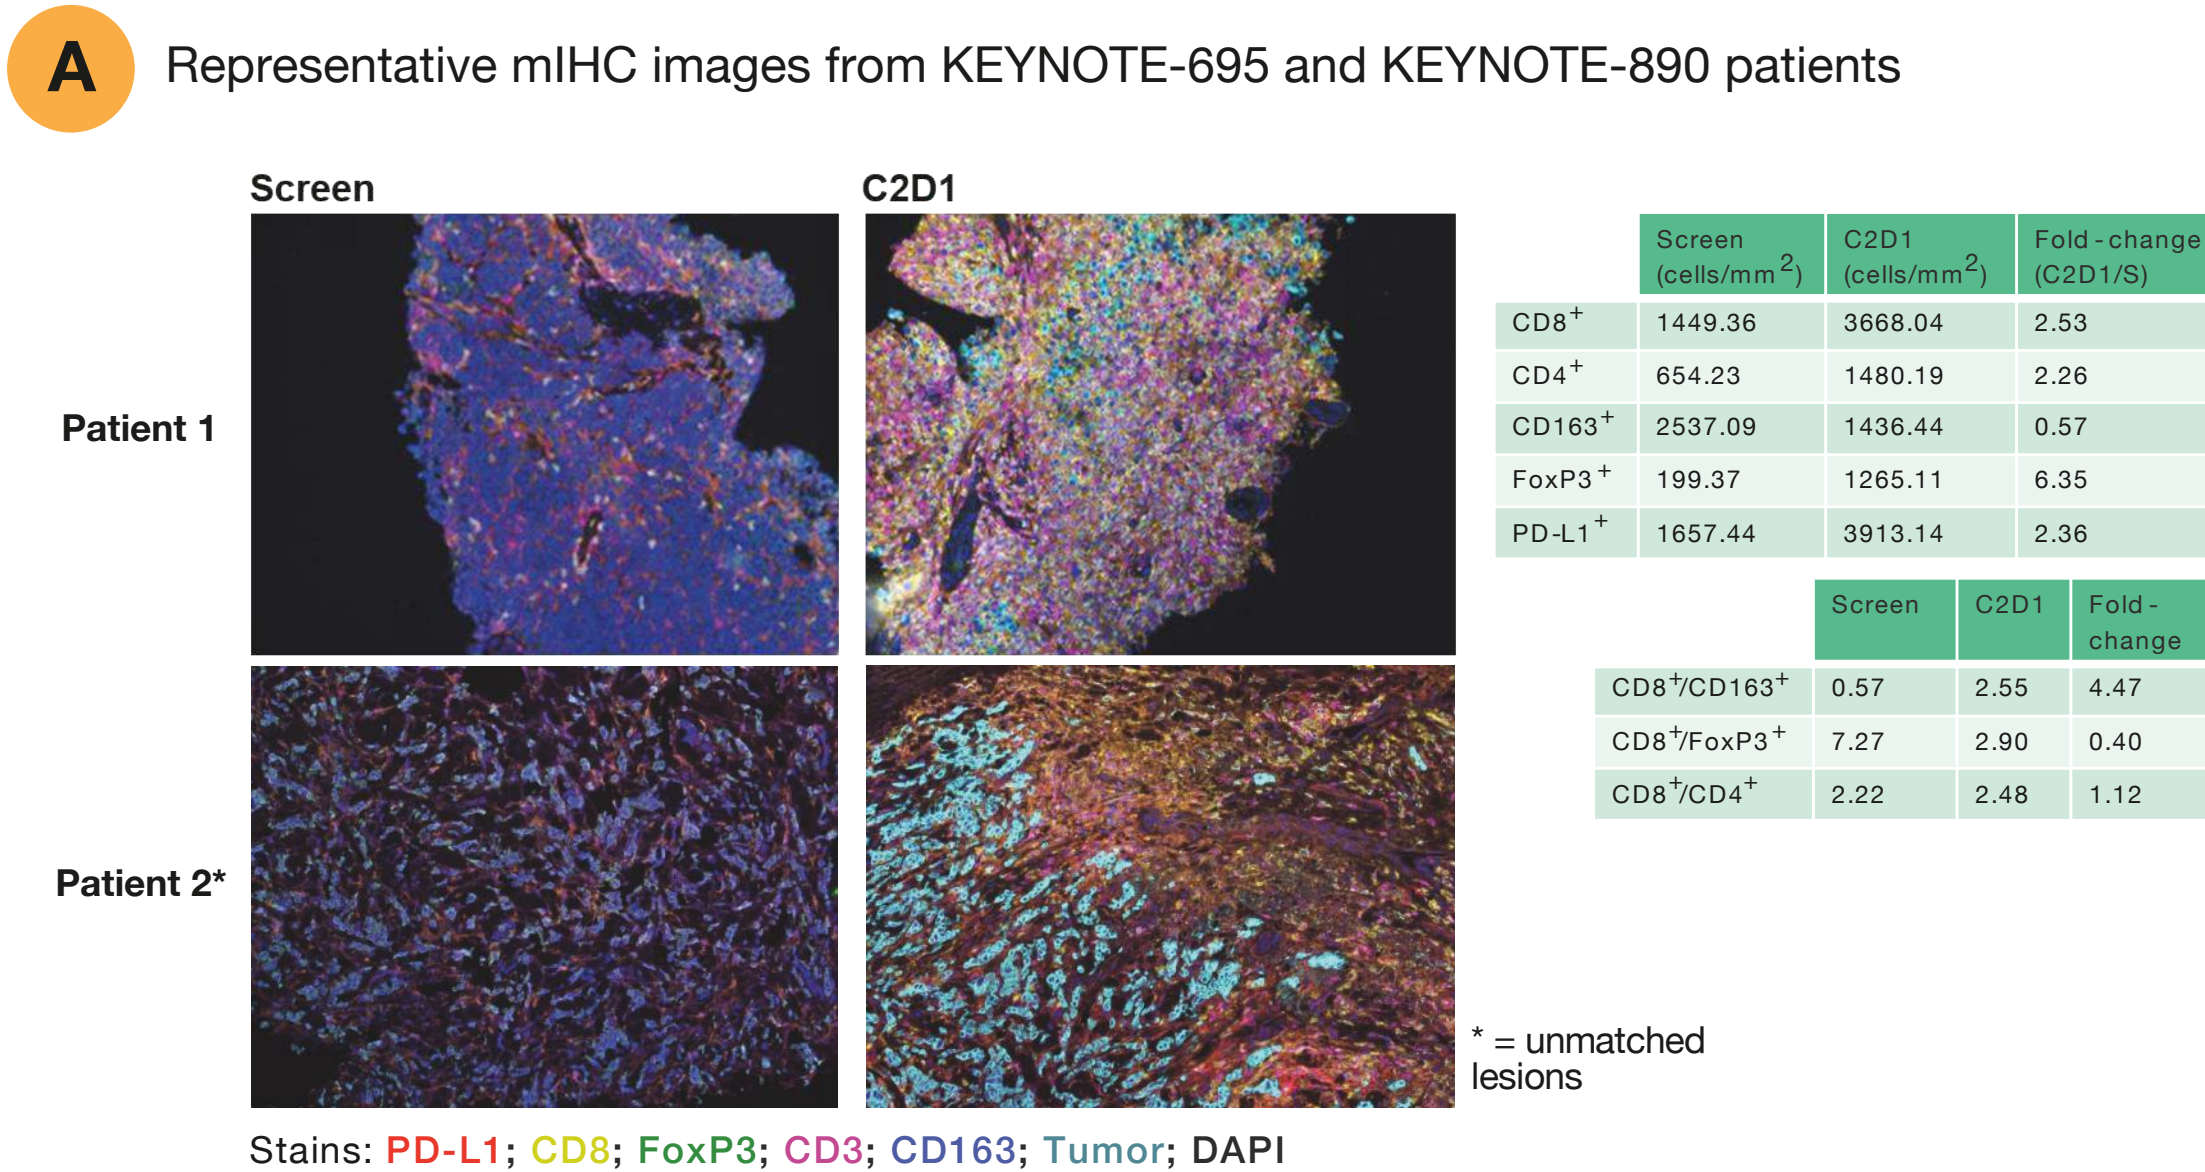 A Representative mIHC images from KEYNOTE-695 and KEYNOTE-890 patients
Screen C2D1
Patient 1
Screen (cells/mm2) C2D1 (cells/mm2) Fold-change (C2D1/S)
CD8+ 1449.36 3668.04 2.53
CD4+ 654.23 1480.19 2.26
CD163+ 2537.09 1436.44 0.57
FoxP3+ 199.37 1265.11 6.35
PD-L1+ 1657.44 3913.14 2.36
Screen C2D1 Fold-change
CD8+/CD163+ 0.57 2.55 4.47
CD8+/FoxP3+ 7.27 2.90 0.40
CD8+/CD4+ 2.22 2.48 1.12
Patient 2*
* = unmatched
lesions
Stains: PD-L1; CD8; FoxP3; CD3; CD163; Tumor; DAPI